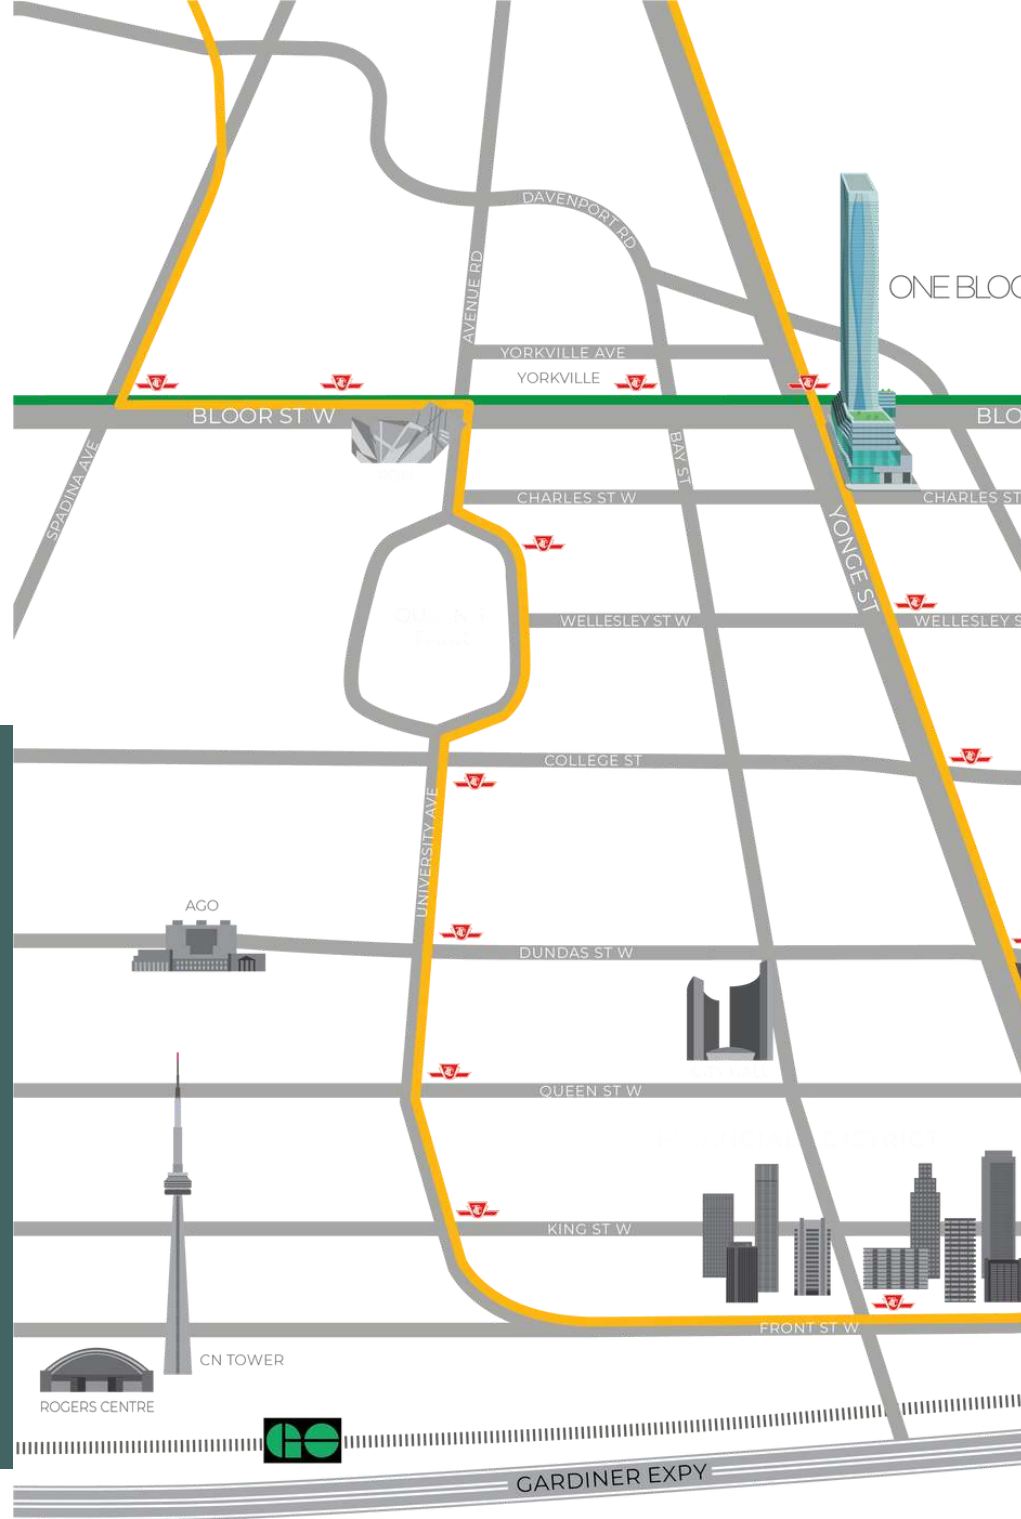 DAVENPORT RD
AVENUE RD
ONE BLOO
YORKVILLE AVE
YORKVILLE
BLOOR ST W
BLO
SPADINA AVE
BAY ST
CHARLES ST W
CHARLES ST
YONGE ST
WELLESLEY ST W
WELLESLEY S
COLLEGE ST
UNIVERSITY AVE
AGO
DUNDAS ST W
QUEEN ST W
KING ST W
FRONT ST W
CN TOWER
ROGERS CENTRE
GO
GARDINER EXPY